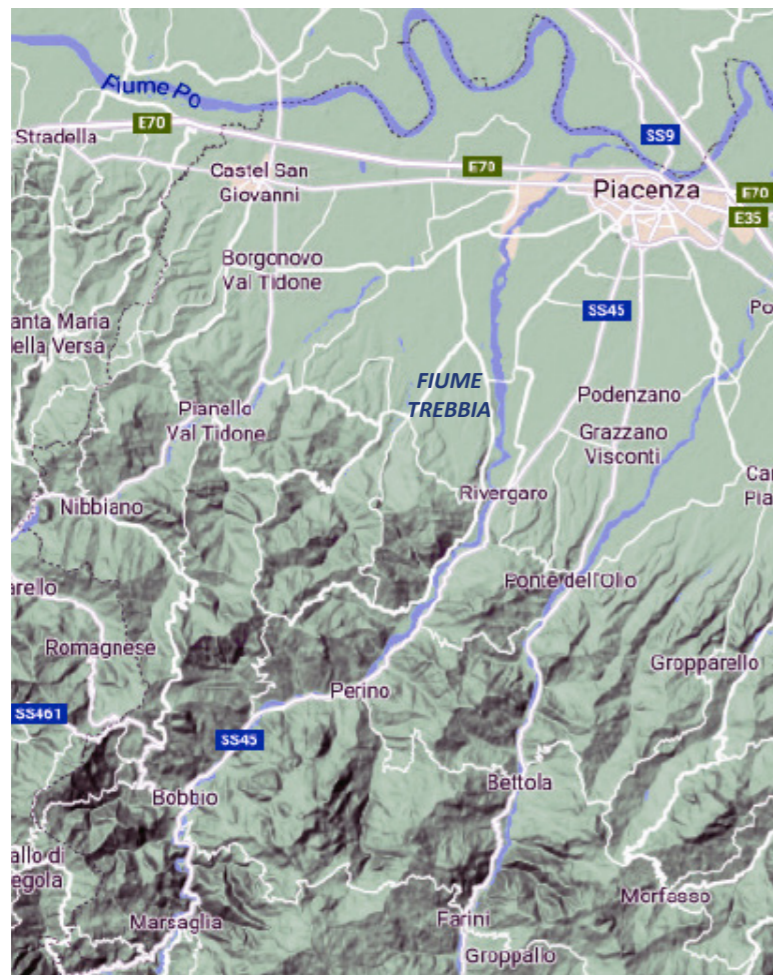 Fiume Po
E70
SS9
Stradella
Castel San
Giovanni
E70
Piacenza
E70
E35
Borgonovo
Val Tidone
SS45
Po
anta Maria
ella Versa
FIUME
TREBBIA
Podenzano
Pianello
Val Tidone
Grazzano
Visconti
Car
Pia
Rivergaro
Nibbiano
arello
Ponte dell'Olio
Romagnese
Gropparello
Perino
SS461
SS45
Bettola
Bobbio
allo di
egola
Morfasso
Marsaglia
Farini
Groppallo